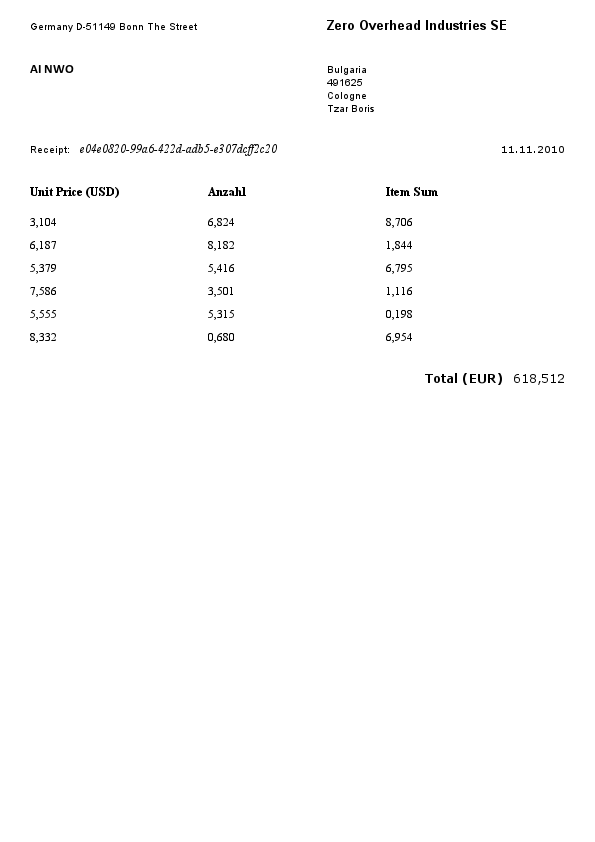 Germany D-51149 Bonn The Street
Zero Overhead Industries SE
AI NWO
Bulgaria
491625
Cologne
Tzar Boris
Receipt: e04e0820-99a6-422d-adb5-e307dcff2c20 11.11.2010
Unit Price (USD) Anzahl Item Sum
3,104 6,824 8,706
6,187 8,182 1,844
5,379 5,416 6,795
7,586 3,501 1,116
5,555 5,315 0,198
8,332 0,680 6,954
Total (EUR) 618,512